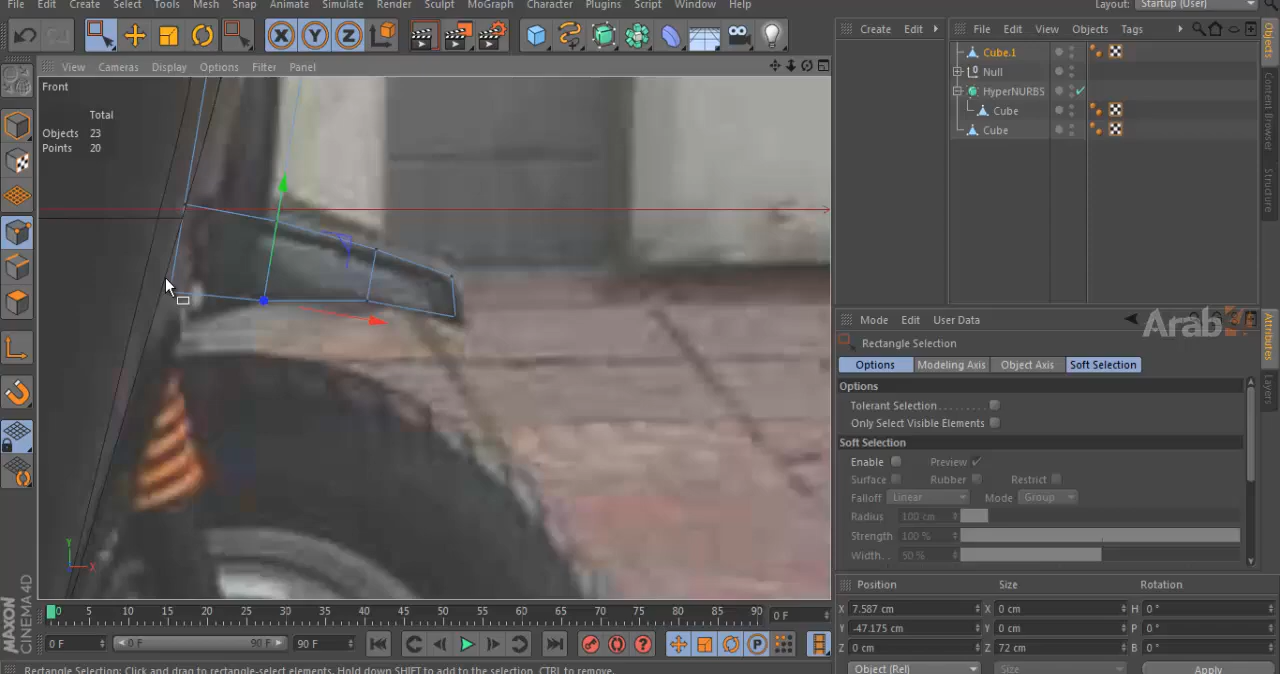 File Edit Create Select Tools Mesh Snap Animate Simulate Render Sculpt MoGraph Character Plugins Script Window Help
Layout: Startup (User)
View Cameras Display Options Filter Panel
Create Edit
File Edit View Objects Tags
Front
Total
Objects 23
Points 20
Cube.1
Null
HyperNURBS
Cube
Cube
Objects
Content Browser
Structure
Mode Edit User Data
Arab
Rectangle Selection
Options Modeling Axis Object Axis Soft Selection
Options
Tolerant Selection
Only Select Visible Elements
Soft Selection
Enable Preview
Surface Rubber Restrict
Falloff Linear Mode Group
Radius 100 cm
Strength 100 %
Width. . 50 %
Attributes
Layers
Y
X
Position Size Rotation
X 7.587 cm X 0 cm H 0 °
Y -47.175 cm Y 0 cm P 0 °
Z 0 cm Z 72 cm B 0 °
Object (Rel) Size Apply
0 5 10 15 20 25 30 35 40 45 50 55 60 65 70 75 80 85 90 0 F
0 F 0 F 90 F 90 F
MAXON CINEMA 4D
Rectangle Selection: Click and drag to rectangle-select elements. Hold down SHIFT to add to the selection, CTRL to remove.